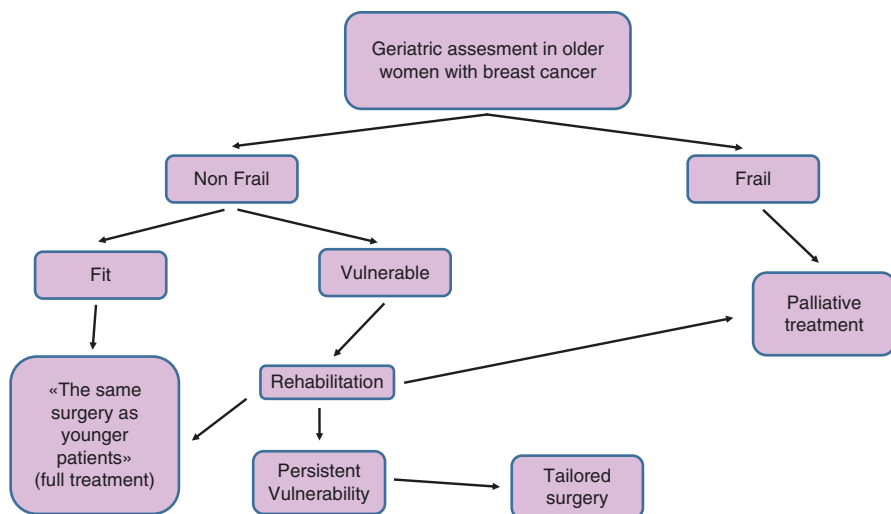 Geriatric assesment in older
women with breast cancer
Non Frail
Frail
Fit
Vulnerable
Palliative
treatment
«The same
surgery as
younger
patients»
(full treatment)
Rehabilitation
Persistent
Vulnerability
Tailored
surgery